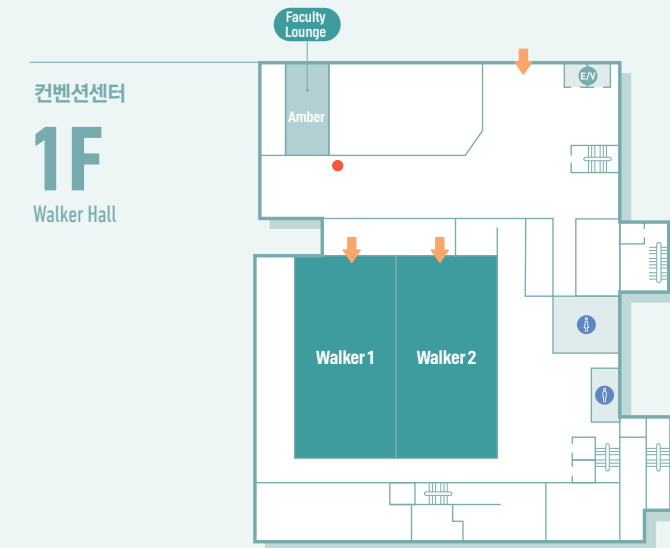 Faculty
Lounge
E/V
컨벤션센터
1F
Walker Hall
Amber
Walker 1
Walker 2